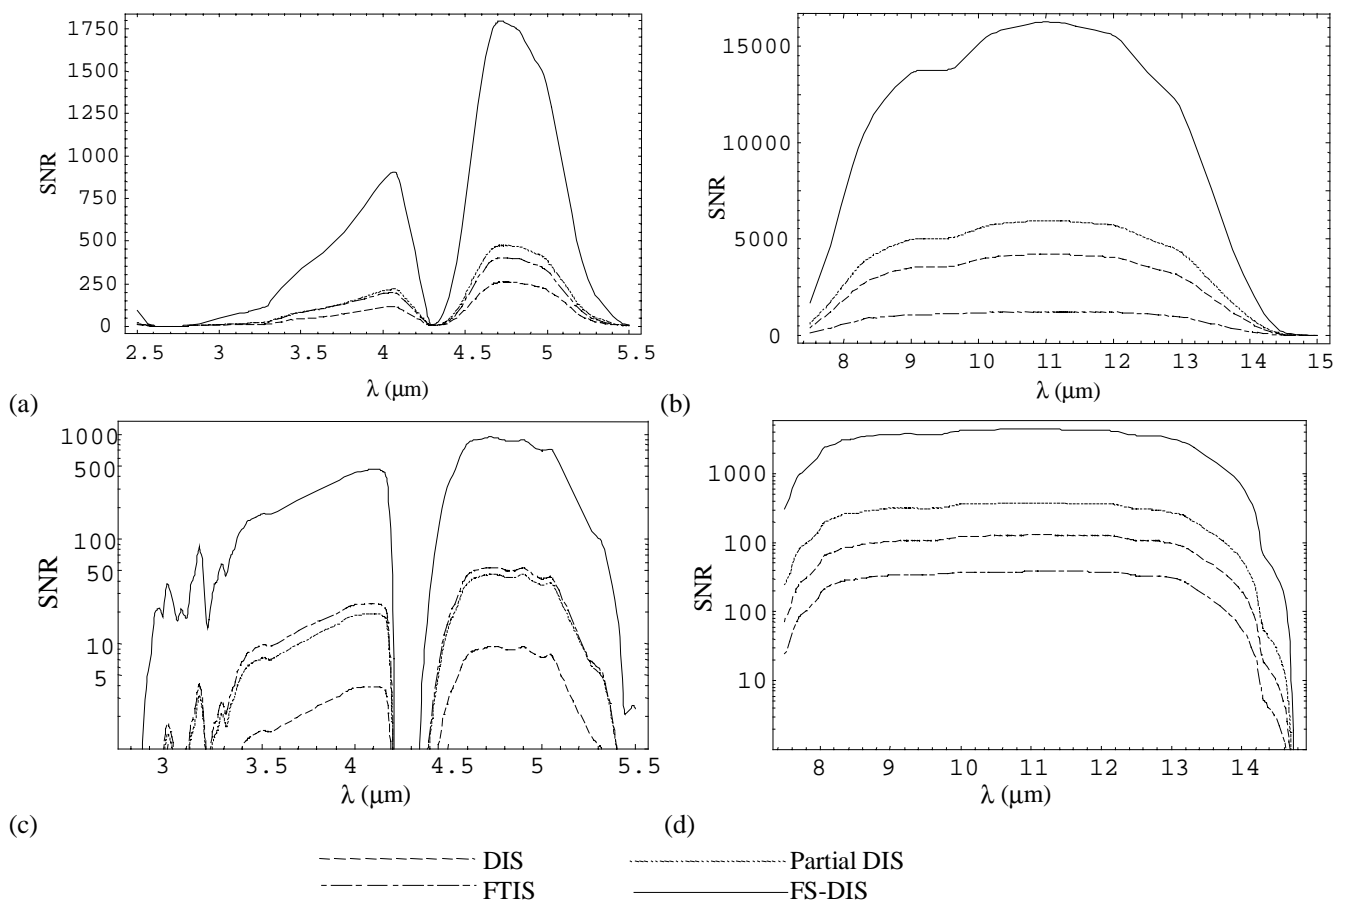 1750
1500
1250
1000
750
500
250
0
SNR
2.5 3 3.5 4 4.5 5 5.5
λ (μm)
(a)
15000
10000
5000
0
SNR
8 9 10 11 12 13 14 15
λ (μm)
(b)
1000
500
100
50
10
5
SNR
3 3.5 4 4.5 5 5.5
λ (μm)
(c)
1000
100
100
10
SNR
8 9 10 11 12 13 14
λ (μm)
(d)
DIS
Partial DIS
FTIS
FS-DIS